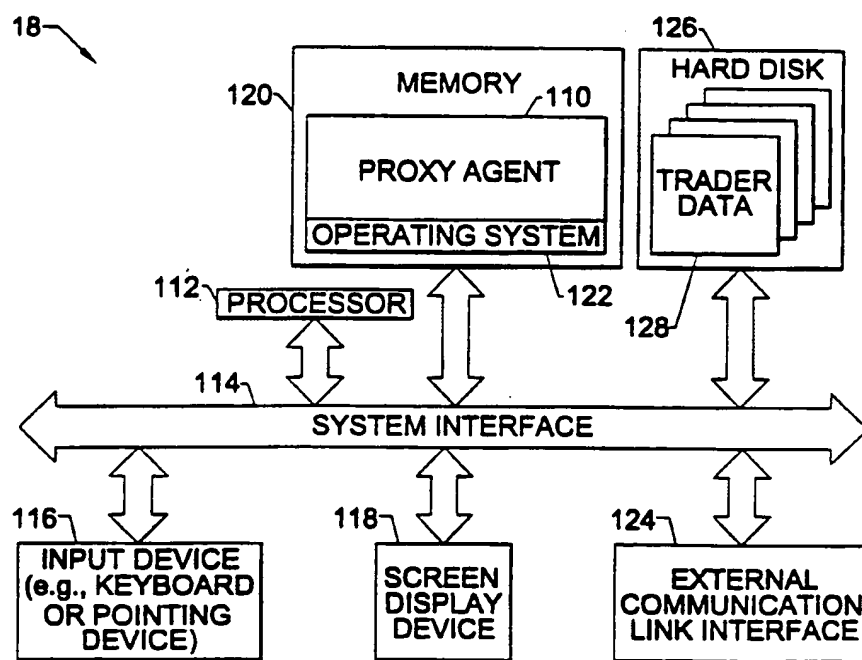 18
126
HARD DISK
MEMORY
120
110
PROXY AGENT
TRADER
DATA
OPERATING SYSTEM
122
128
112
PROCESSOR
114
SYSTEM INTERFACE
116
INPUT DEVICE
(e.g., KEYBOARD
OR POINTING
DEVICE)
118
SCREEN
DISPLAY
DEVICE
124
EXTERNAL
COMMUNICATION
LINK INTERFACE